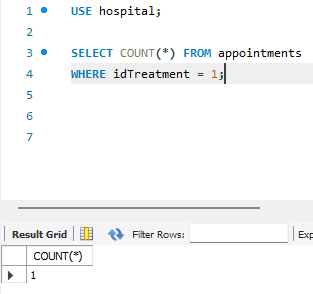 1 USE hospital;
2
3 SELECT COUNT(*) FROM appointments
4 WHERE idTreatment = 1;
5
6
7
Result Grid Filter Rows: Exp
COUNT(*)
1